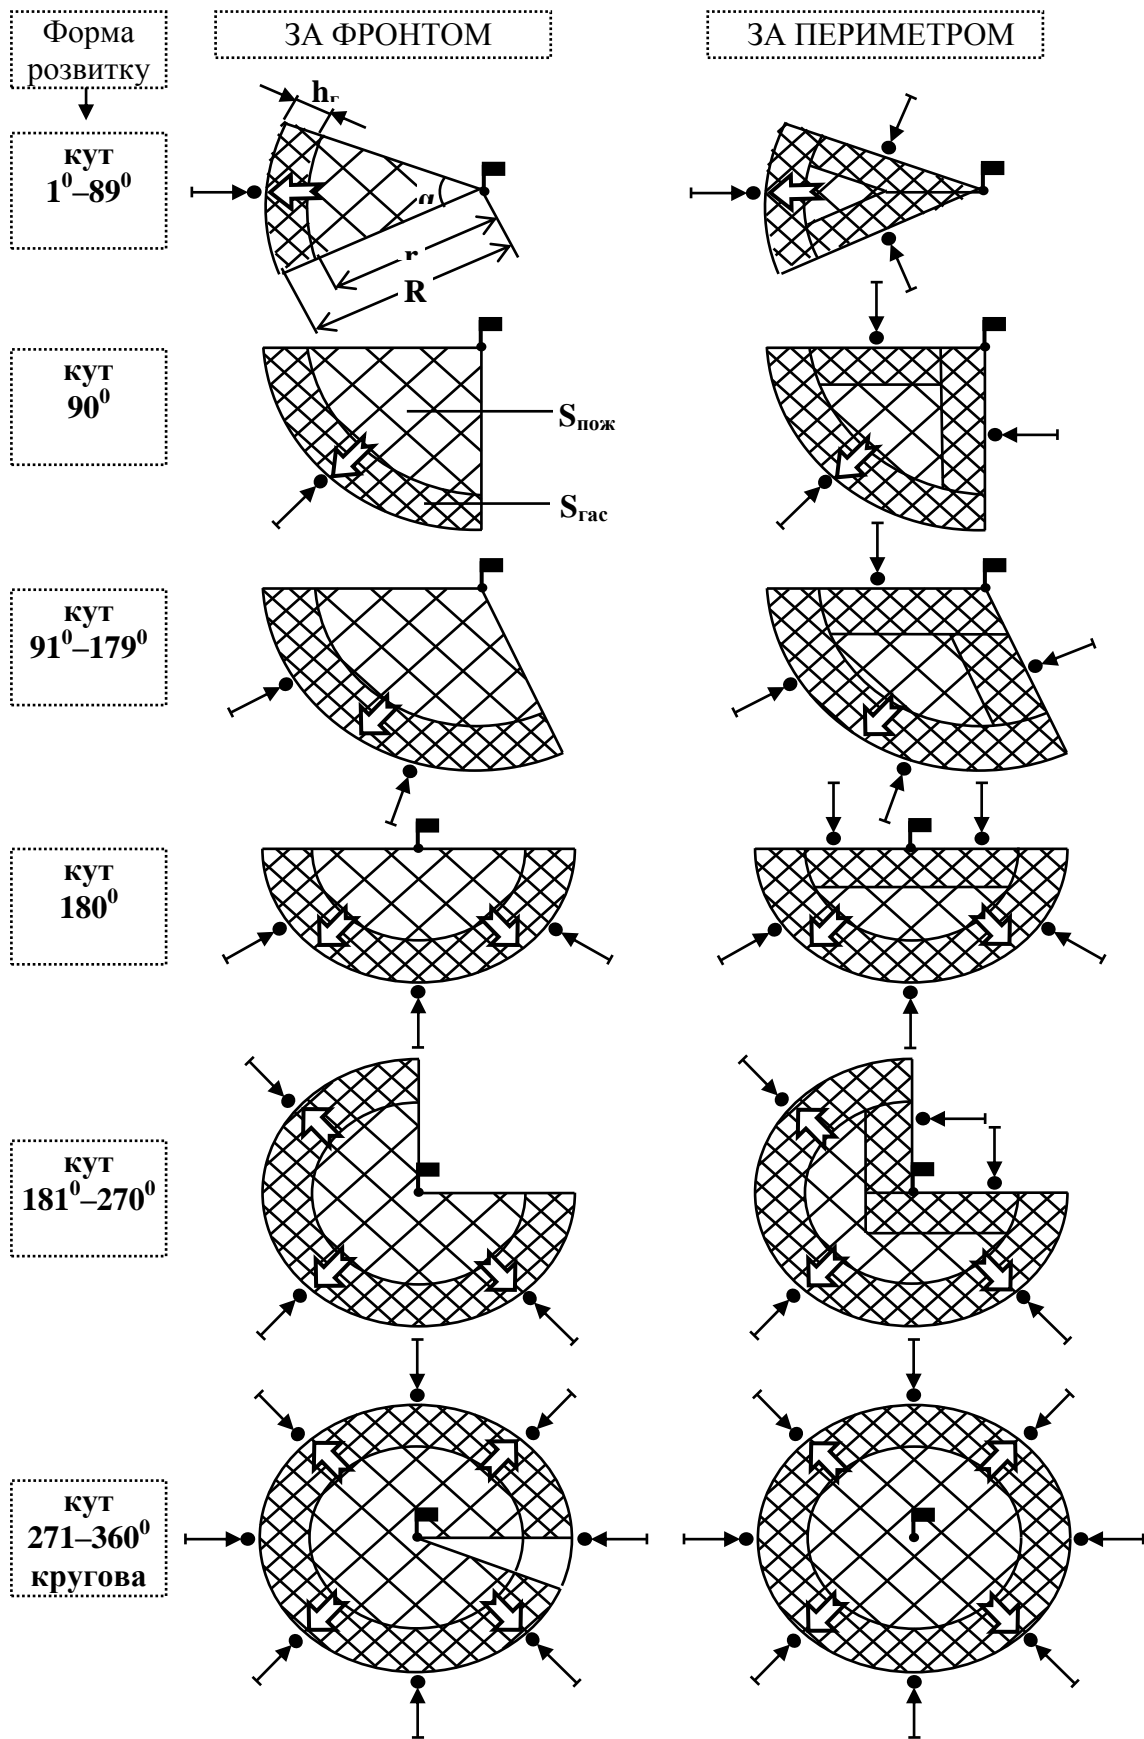 Форма
розвитку
ЗА ФРОНТОМ
ЗА ПЕРИМЕТРОМ
кут
1⁰–89⁰
hг
α
r
R
кут
90⁰
Sпож
Sгас
кут
91⁰–179⁰
кут
180⁰
кут
181⁰–270⁰
кут
271–360⁰
кругова